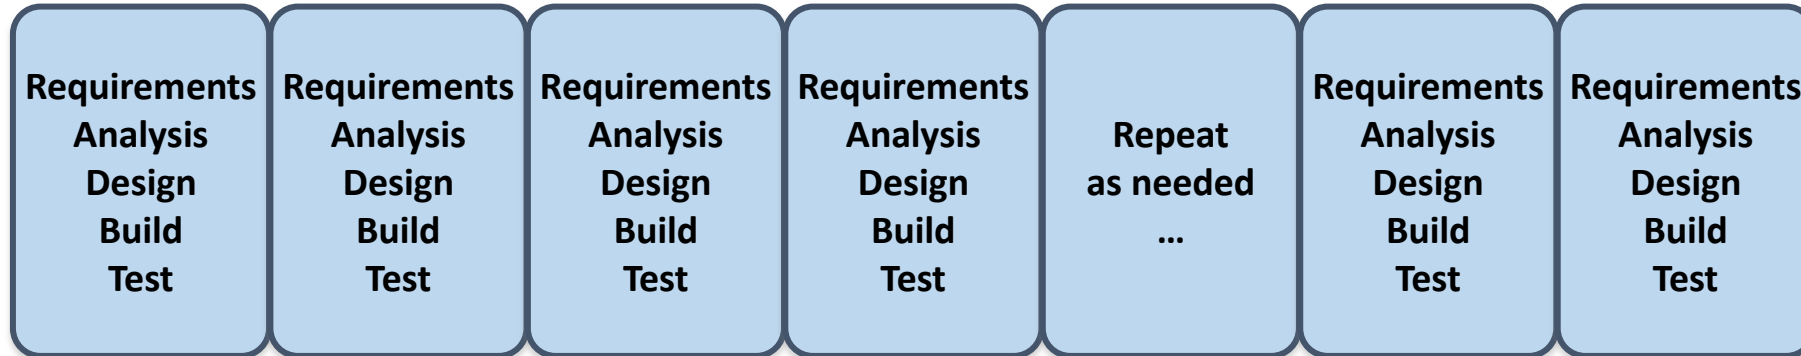 Requirements
Analysis
Design
Build
Test
Requirements
Analysis
Design
Build
Test
Requirements
Analysis
Design
Build
Test
Requirements
Analysis
Design
Build
Test
Repeat
as needed
...
Requirements
Analysis
Design
Build
Test
Requirements
Analysis
Design
Build
Test